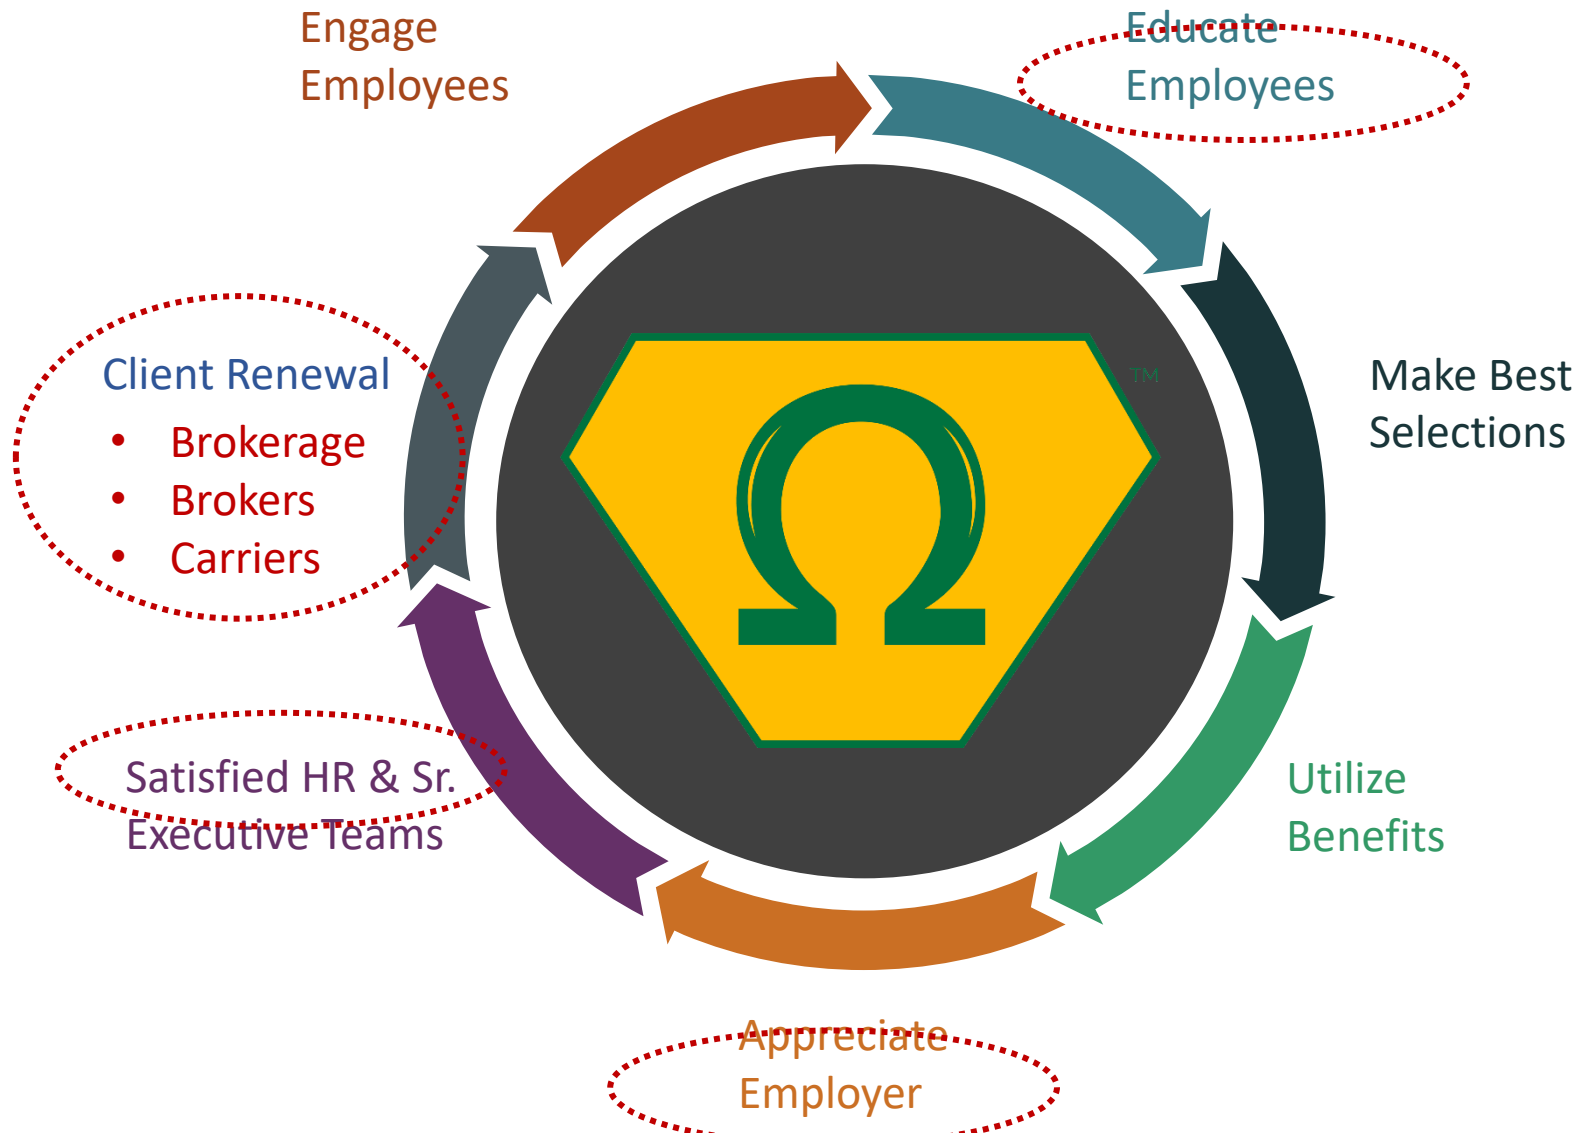 Engage
Employees
Educate
Employees
Client Renewal
• Brokerage
• Brokers
• Carriers
TM
Ω
Make Best
Selections
Satisfied HR & Sr.
Executive Teams
Utilize
Benefits
Appreciate
Employer